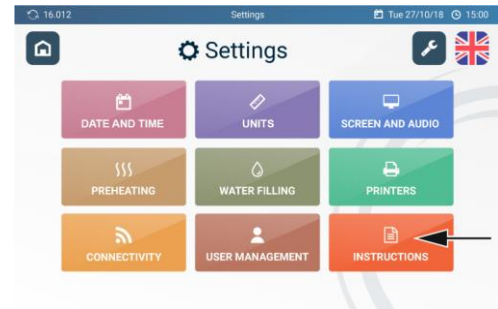 16.012 Settings Tue 27/10/18 15:00
Settings
DATE AND TIME UNITS SCREEN AND AUDIO
PREHEATING WATER FILLING PRINTERS
CONNECTIVITY USER MANAGEMENT INSTRUCTIONS